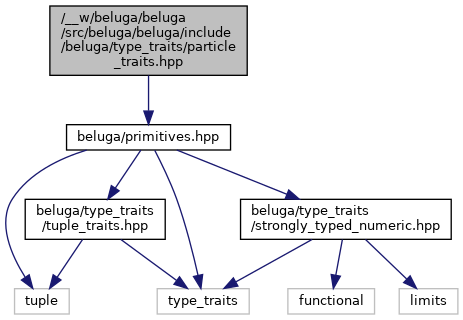 /__w/beluga/beluga
/src/beluga/beluga/include
/beluga/type_traits/particle
_traits.hpp
beluga/primitives.hpp
beluga/type_traits
/tuple_traits.hpp
beluga/type_traits
/strongly_typed_numeric.hpp
tuple
type_traits
functional
limits